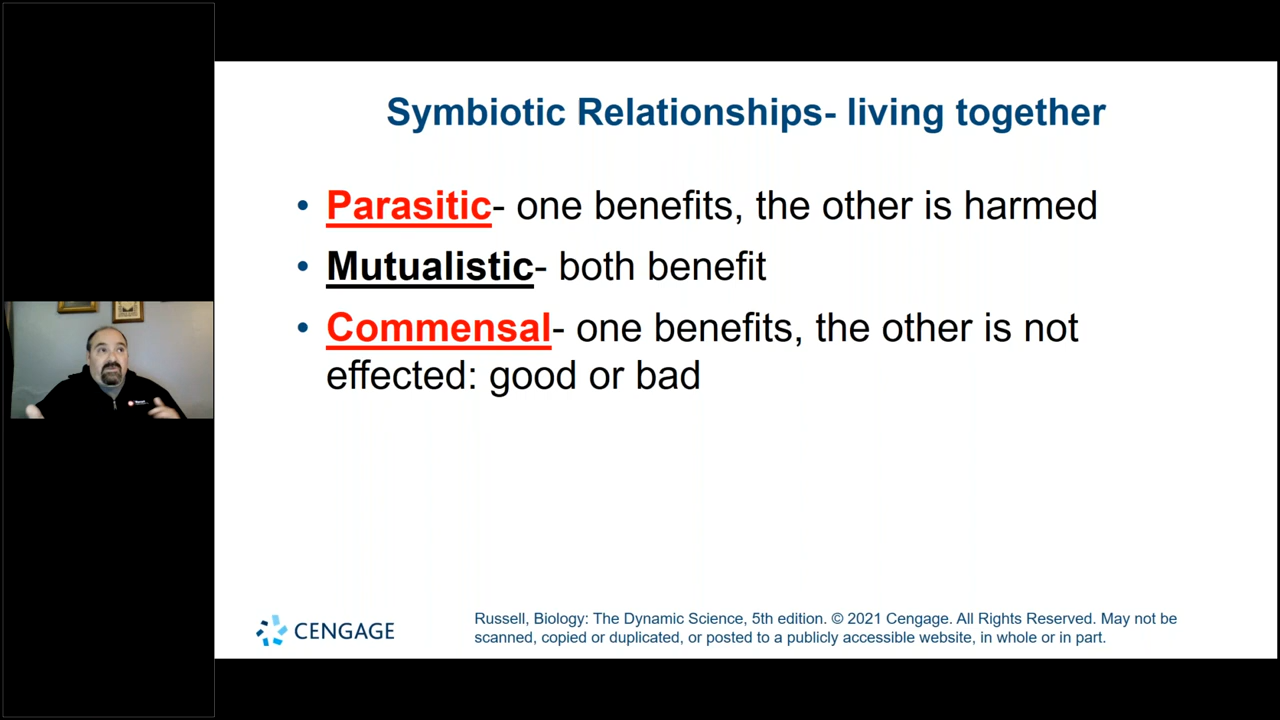 Symbiotic Relationships- living together
• Parasitic- one benefits, the other is harmed
• Mutualistic- both benefit
• Commensal- one benefits, the other is not
effected: good or bad
CENGAGE
Russell, Biology: The Dynamic Science, 5th edition. © 2021 Cengage. All Rights Reserved. May not be
scanned, copied or duplicated, or posted to a publicly accessible website, in whole or in part.